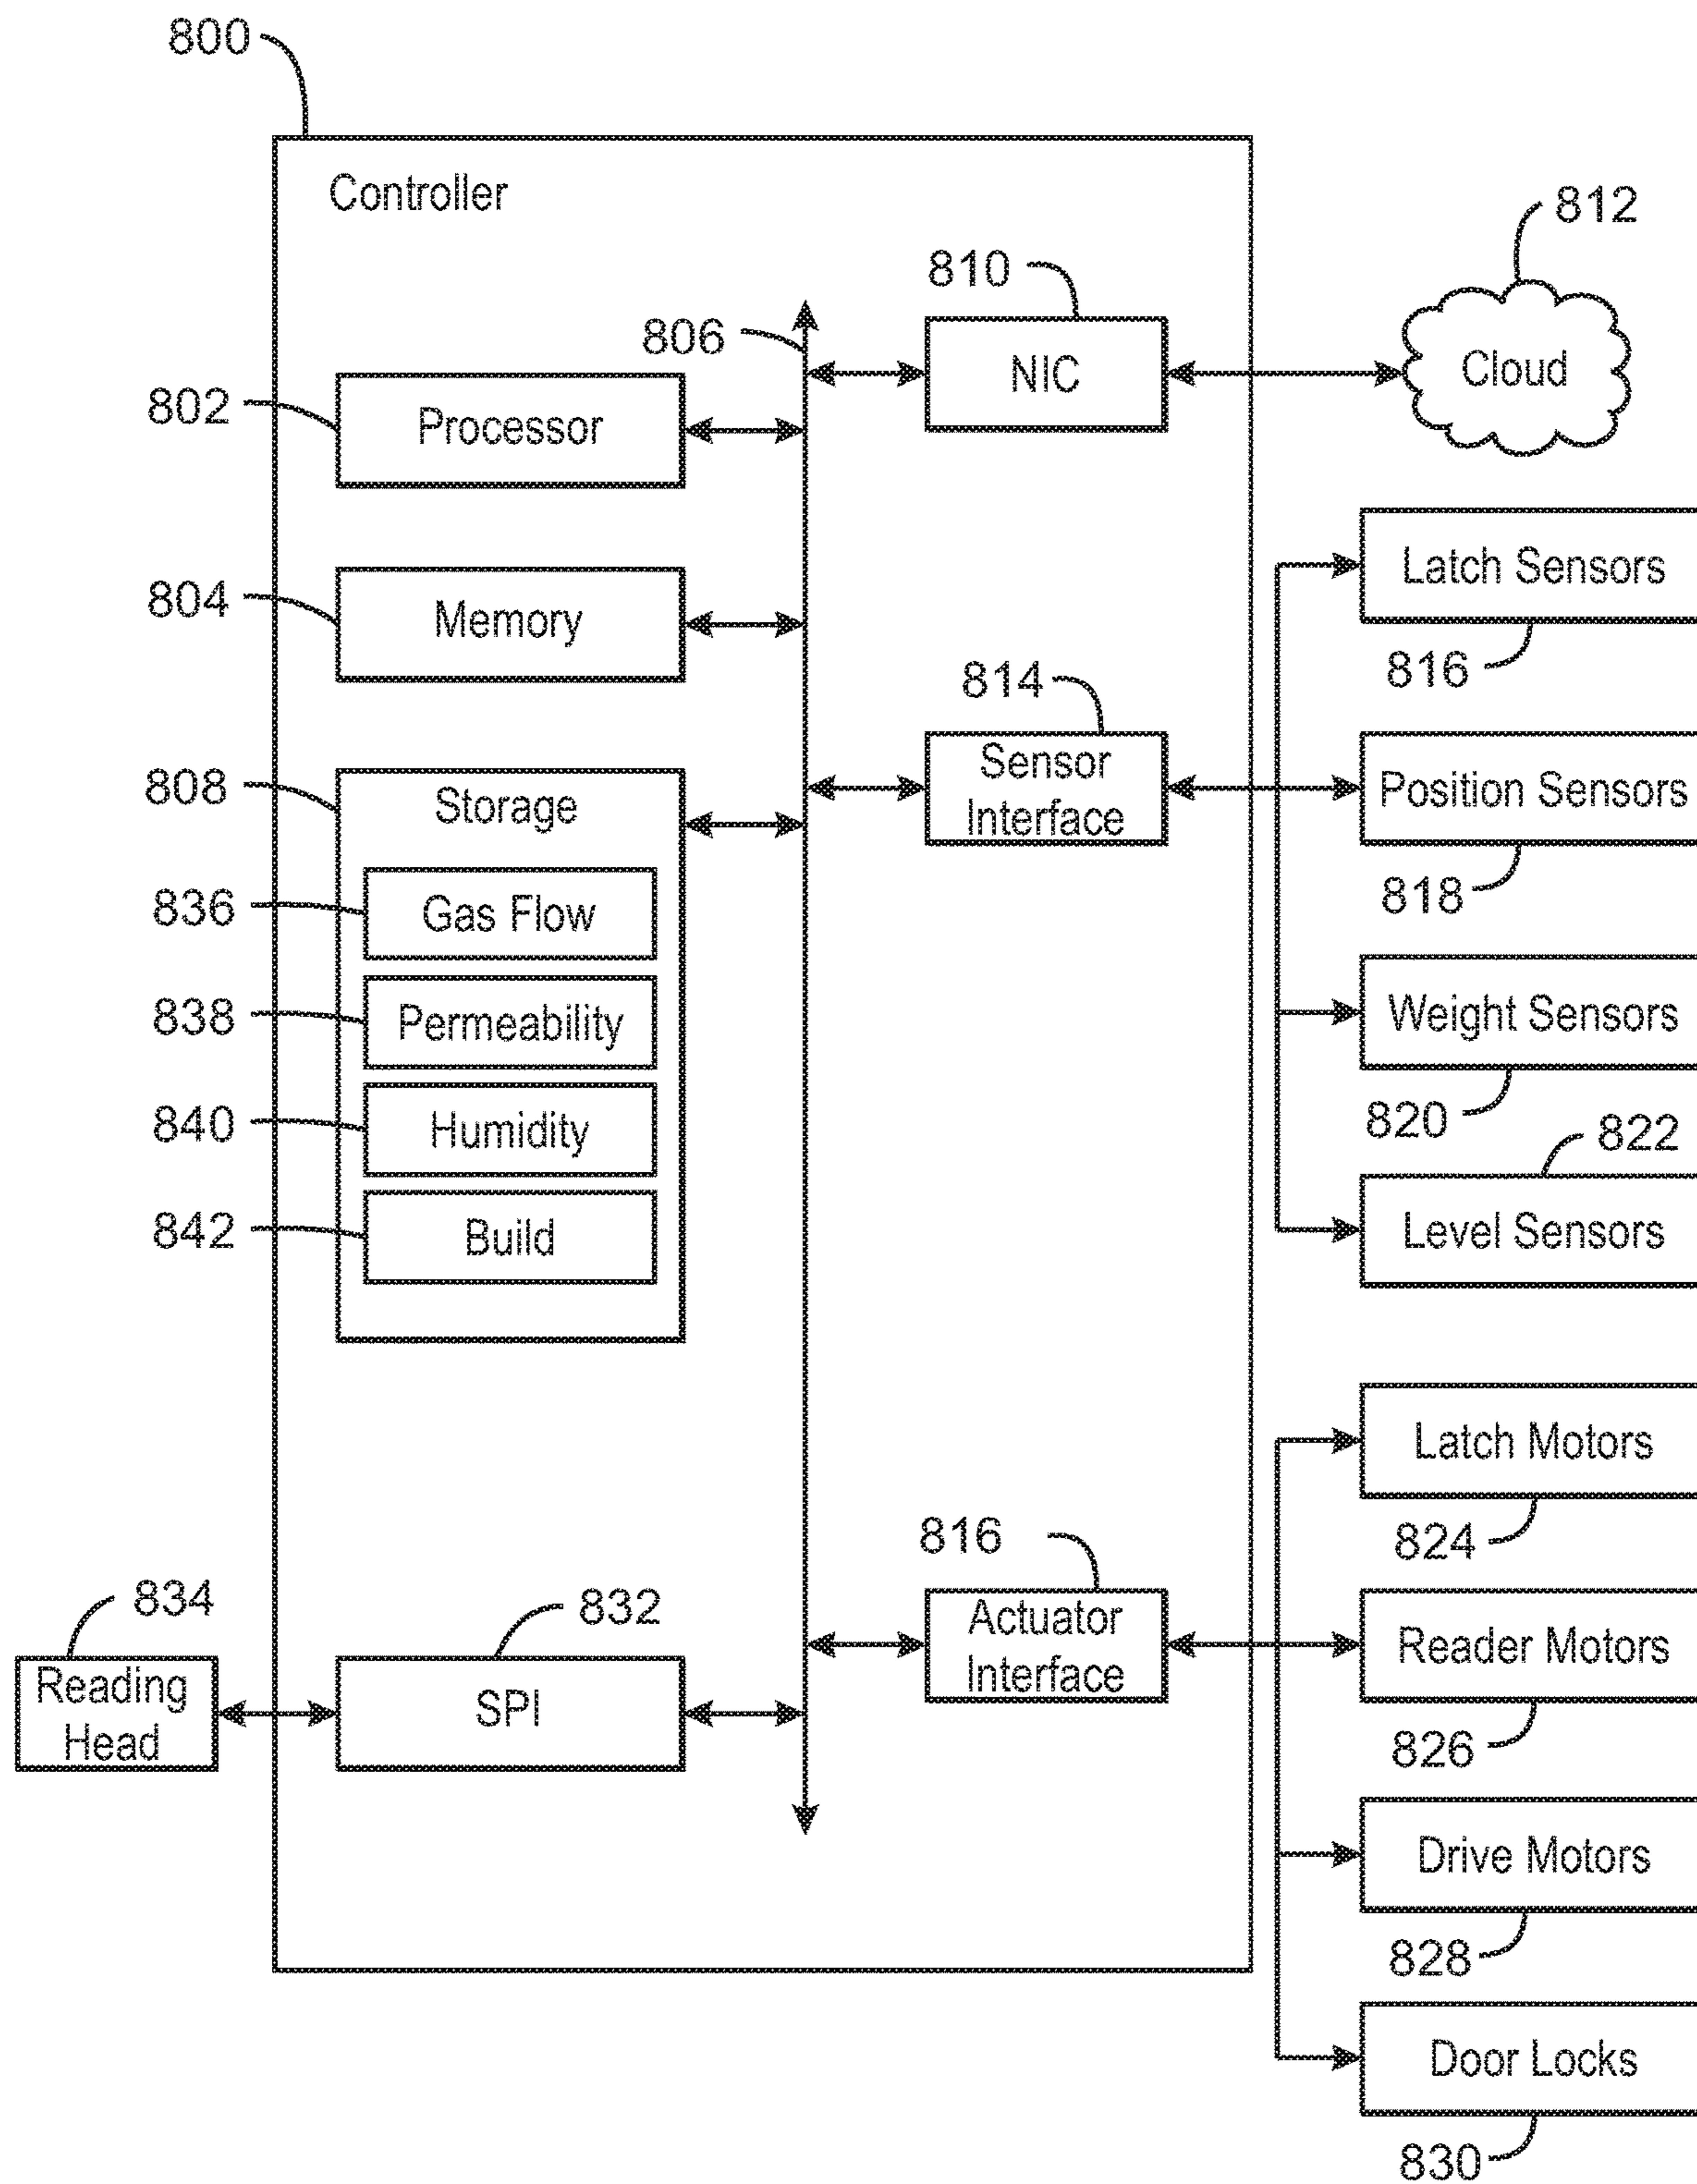 800
Controller
812
810
806
NIC
Cloud
802
Processor
Latch Sensors
804
Memory
816
814
Sensor
Interface
Position Sensors
808
Storage
818
836
Gas Flow
838
Permeability
Weight Sensors
840
Humidity
820
822
842
Build
Level Sensors
Latch Motors
816
824
834
832
Actuator
Interface
Reader Motors
Reading
Head
SPI
826
Drive Motors
828
Door Locks
830